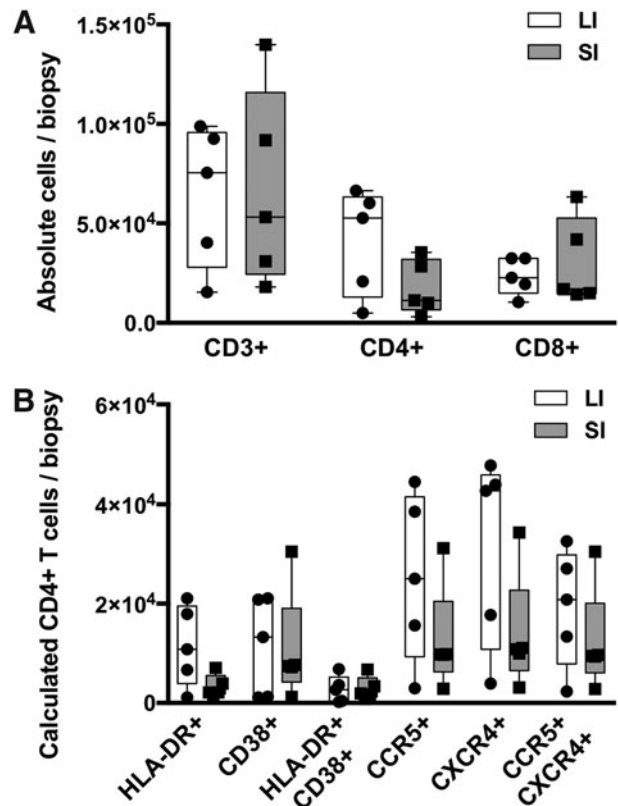 A
Absolute cells / biopsy
1.5×10⁵
1.0×10⁵
5.0×10⁴
0.0
LI
SI
CD3+
CD4+
CD8+
B
Calculated CD4+ T cells / biopsy
6×10⁴
4×10⁴
2×10⁴
0
LI
SI
HLA-DR+
CD38+
HLA-DR+
CD38+
CCR5+
CXCR4+
CCR5+
CXCR4+